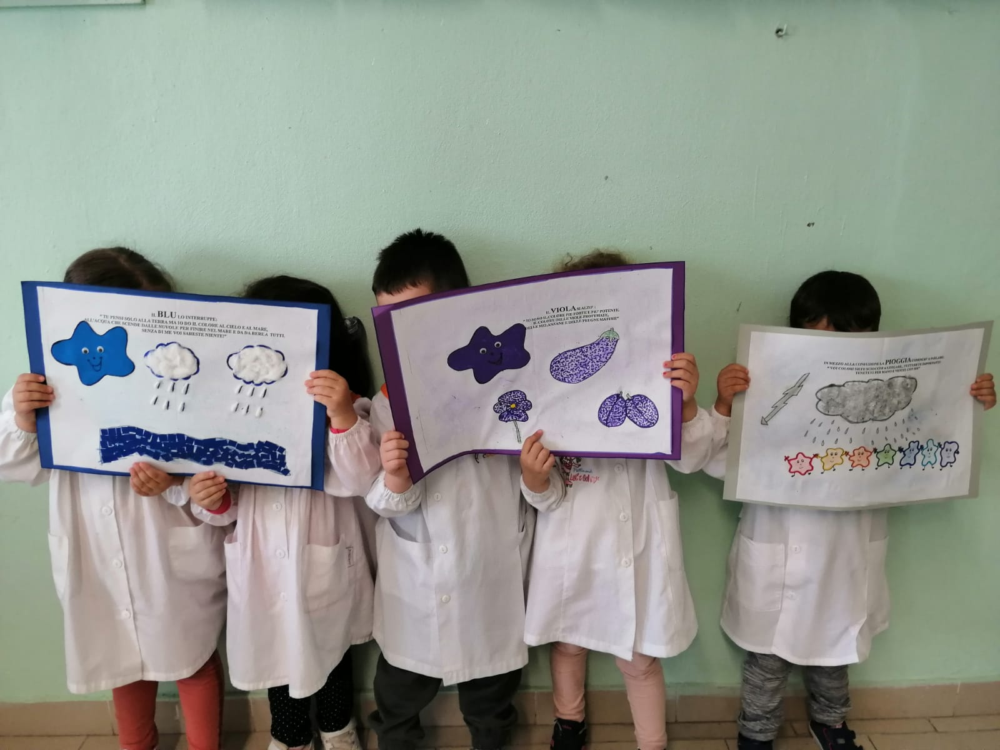 IL BLU LO INTERRUPPE:
“ TU PENSI SOLO ALLA TERRA MA IO DO IL COLORE AL CIELO E AL MARE,
ALL'ACQUA CHE SCENDE DALLE NUVOLE PER FINIRE NEL MARE E DA DA BERE A TUTTI.
SENZA DI ME VOI SARESTE NIENTE!”
IL VIOLA SI ALZO' :
“ IO SONO IL COLORE PIU FORTE E PIU' POTENTE.
IL COLORE DELLE VIOLE PROFUMATE,
DELLE MELANZANE E DELLE PRUGNE MATURE”
IN MEZZO ALLA CONFUSIONE LA PIOGGIA COMINCIO' A PARLARE:
“ VOI COLORI SIETE SCIOCCHI A LITIGARE, TUTTI SIETE IMPORTANTI!
TENETEVI PER MANO E VENITE CON ME”
Ferdinand
Let's Go!